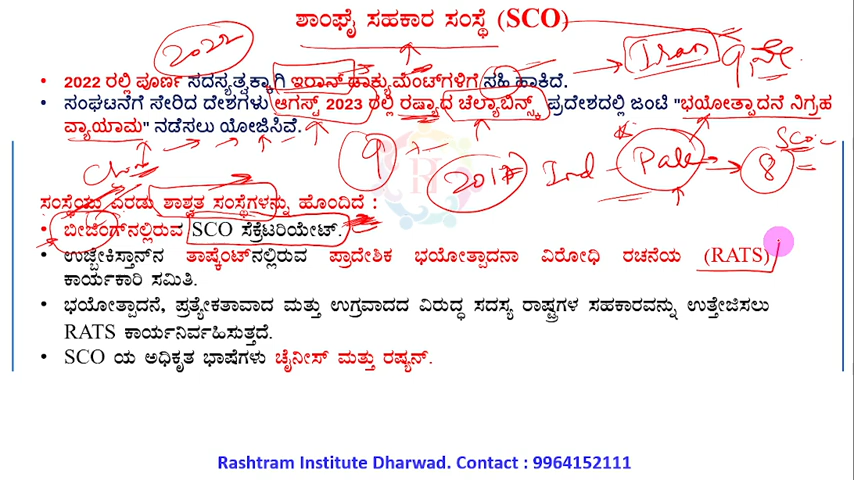 ಶಾಂಘೈ ಸಹಕಾರ ಸಂಸ್ಥೆ (SCO)
2022
Iran 9
• 2022 ರಲ್ಲಿ ಪೂರ್ಣ ಸದಸ್ಯತ್ವಕ್ಕಾಗಿ ಇರಾನ್ ಡಾಕ್ಯುಮೆಂಟ್‌ಗಳಿಗೆ ಸಹಿ ಹಾಕಿದೆ.
• ಸಂಘಟನೆಗೆ ಸೇರಿದ ದೇಶಗಳು ಆಗಸ್ಟ್ 2023 ರಲ್ಲಿ ರಷ್ಯಾದ ಚೆಲ್ಯಾಬಿನ್ಸ್ಕ್ ಪ್ರದೇಶದಲ್ಲಿ ಜಂಟಿ "ಭಯೋತ್ಪಾದನೆ ನಿಗ್ರಹ
ವ್ಯಾಯಾಮ" ನಡೆಸಲು ಯೋಜಿಸಿವೆ.
9 2017 Ind Pak 8 SCO
ಸಂಸ್ಥೆಯು ಎರಡು ಶಾಶ್ವತ ಸಂಸ್ಥೆಗಳನ್ನು ಹೊಂದಿದೆ :
• ಬೀಜಿಂಗ್‌ನಲ್ಲಿರುವ SCO ಸೆಕ್ರೆಟರಿಯೇಟ್.
• ಉಜ್ಬೇಕಿಸ್ತಾನ್‌ನ ತಾಷ್ಕೆಂಟ್‌ನಲ್ಲಿರುವ ಪ್ರಾದೇಶಿಕ ಭಯೋತ್ಪಾದನಾ ವಿರೋಧಿ ರಚನೆಯ (RATS)
ಕಾರ್ಯಕಾರಿ ಸಮಿತಿ.
• ಭಯೋತ್ಪಾದನೆ, ಪ್ರತ್ಯೇಕತಾವಾದ ಮತ್ತು ಉಗ್ರವಾದದ ವಿರುದ್ಧ ಸದಸ್ಯ ರಾಷ್ಟ್ರಗಳ ಸಹಕಾರವನ್ನು ಉತ್ತೇಜಿಸಲು
RATS ಕಾರ್ಯನಿರ್ವಹಿಸುತ್ತದೆ.
• SCO ಯ ಅಧಿಕೃತ ಭಾಷೆಗಳು ಚೈನೀಸ್ ಮತ್ತು ರಷ್ಯನ್.
Rashtram Institute Dharwad. Contact : 9964152111